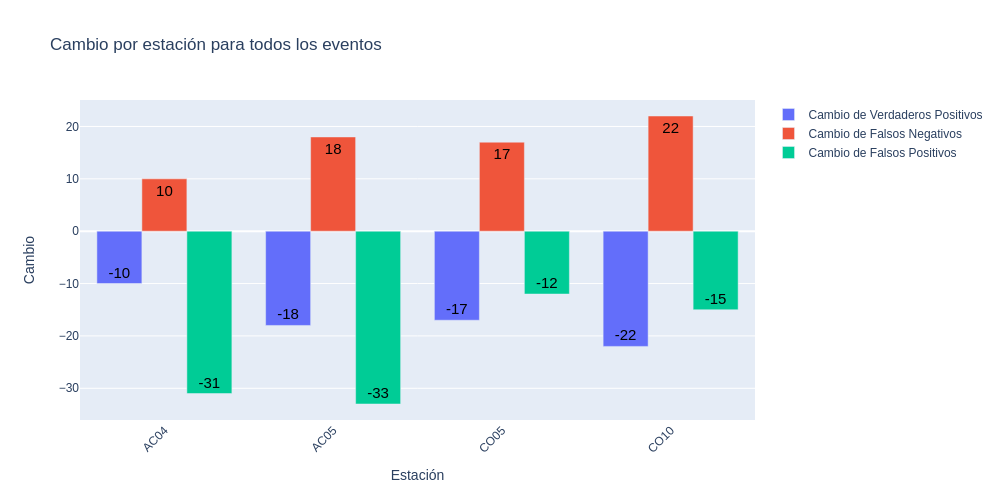 Cambio por estación para todos los eventos
Cambio de Verdaderos Positivos
Cambio de Falsos Negativos
Cambio de Falsos Positivos
Cambio
20
10
0
−10
−20
−30
-10
10
-31
-18
18
-33
-17
17
-12
-22
22
-15
AC04
AC05
CO05
CO10
Estación